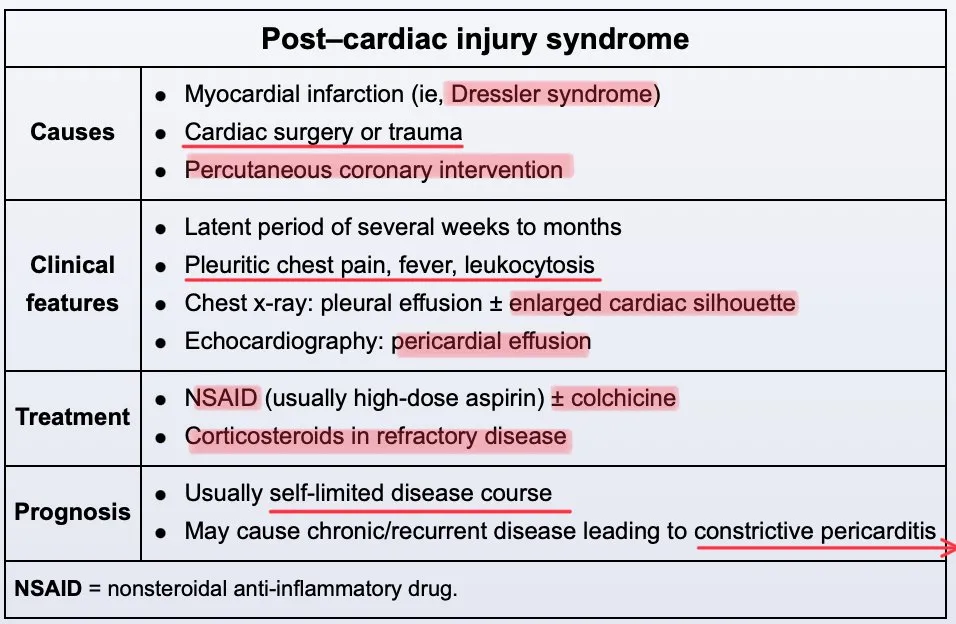 Post–cardiac injury syndrome
Causes
● Myocardial infarction (ie, Dressler syndrome)
● Cardiac surgery or trauma
● Percutaneous coronary intervention
Clinical
features
● Latent period of several weeks to months
● Pleuritic chest pain, fever, leukocytosis
● Chest x-ray: pleural effusion ± enlarged cardiac silhouette
● Echocardiography: pericardial effusion
Treatment
● NSAID (usually high-dose aspirin) ± colchicine
● Corticosteroids in refractory disease
Prognosis
● Usually self-limited disease course
● May cause chronic/recurrent disease leading to constrictive pericarditis
NSAID = nonsteroidal anti-inflammatory drug.